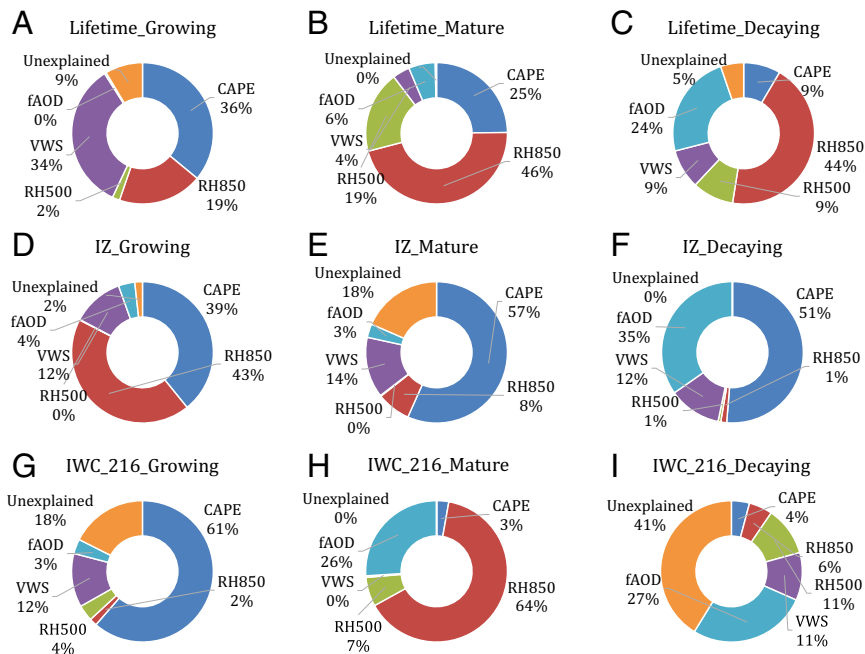 A Lifetime_Growing
Unexplained
9%
CAPE
36%
fAOD
0%
VWS
34%
RH500
2%
RH850
19%
B Lifetime_Mature
Unexplained
0%
CAPE
25%
fAOD
6%
VWS
4%
RH500
19%
RH850
46%
C Lifetime_Decaying
Unexplained
5%
CAPE
9%
fAOD
24%
VWS
9%
RH850
44%
RH500
9%
D IZ_Growing
Unexplained
2%
CAPE
39%
fAOD
4%
VWS
12%
RH850
43%
RH500
0%
E IZ_Mature
Unexplained
18%
CAPE
57%
fAOD
3%
VWS
14%
RH500
0%
RH850
8%
F IZ_Decaying
Unexplained
0%
CAPE
51%
fAOD
35%
VWS
12%
RH850
1%
RH500
1%
G IWC_216_Growing
Unexplained
18%
CAPE
61%
fAOD
3%
VWS
12%
RH850
2%
RH500
4%
H IWC_216_Mature
Unexplained
0%
CAPE
3%
fAOD
26%
VWS
0%
RH850
64%
RH500
7%
I IWC_216_Decaying
Unexplained
41%
CAPE
4%
RH850
6%
fAOD
27%
RH500
11%
VWS
11%